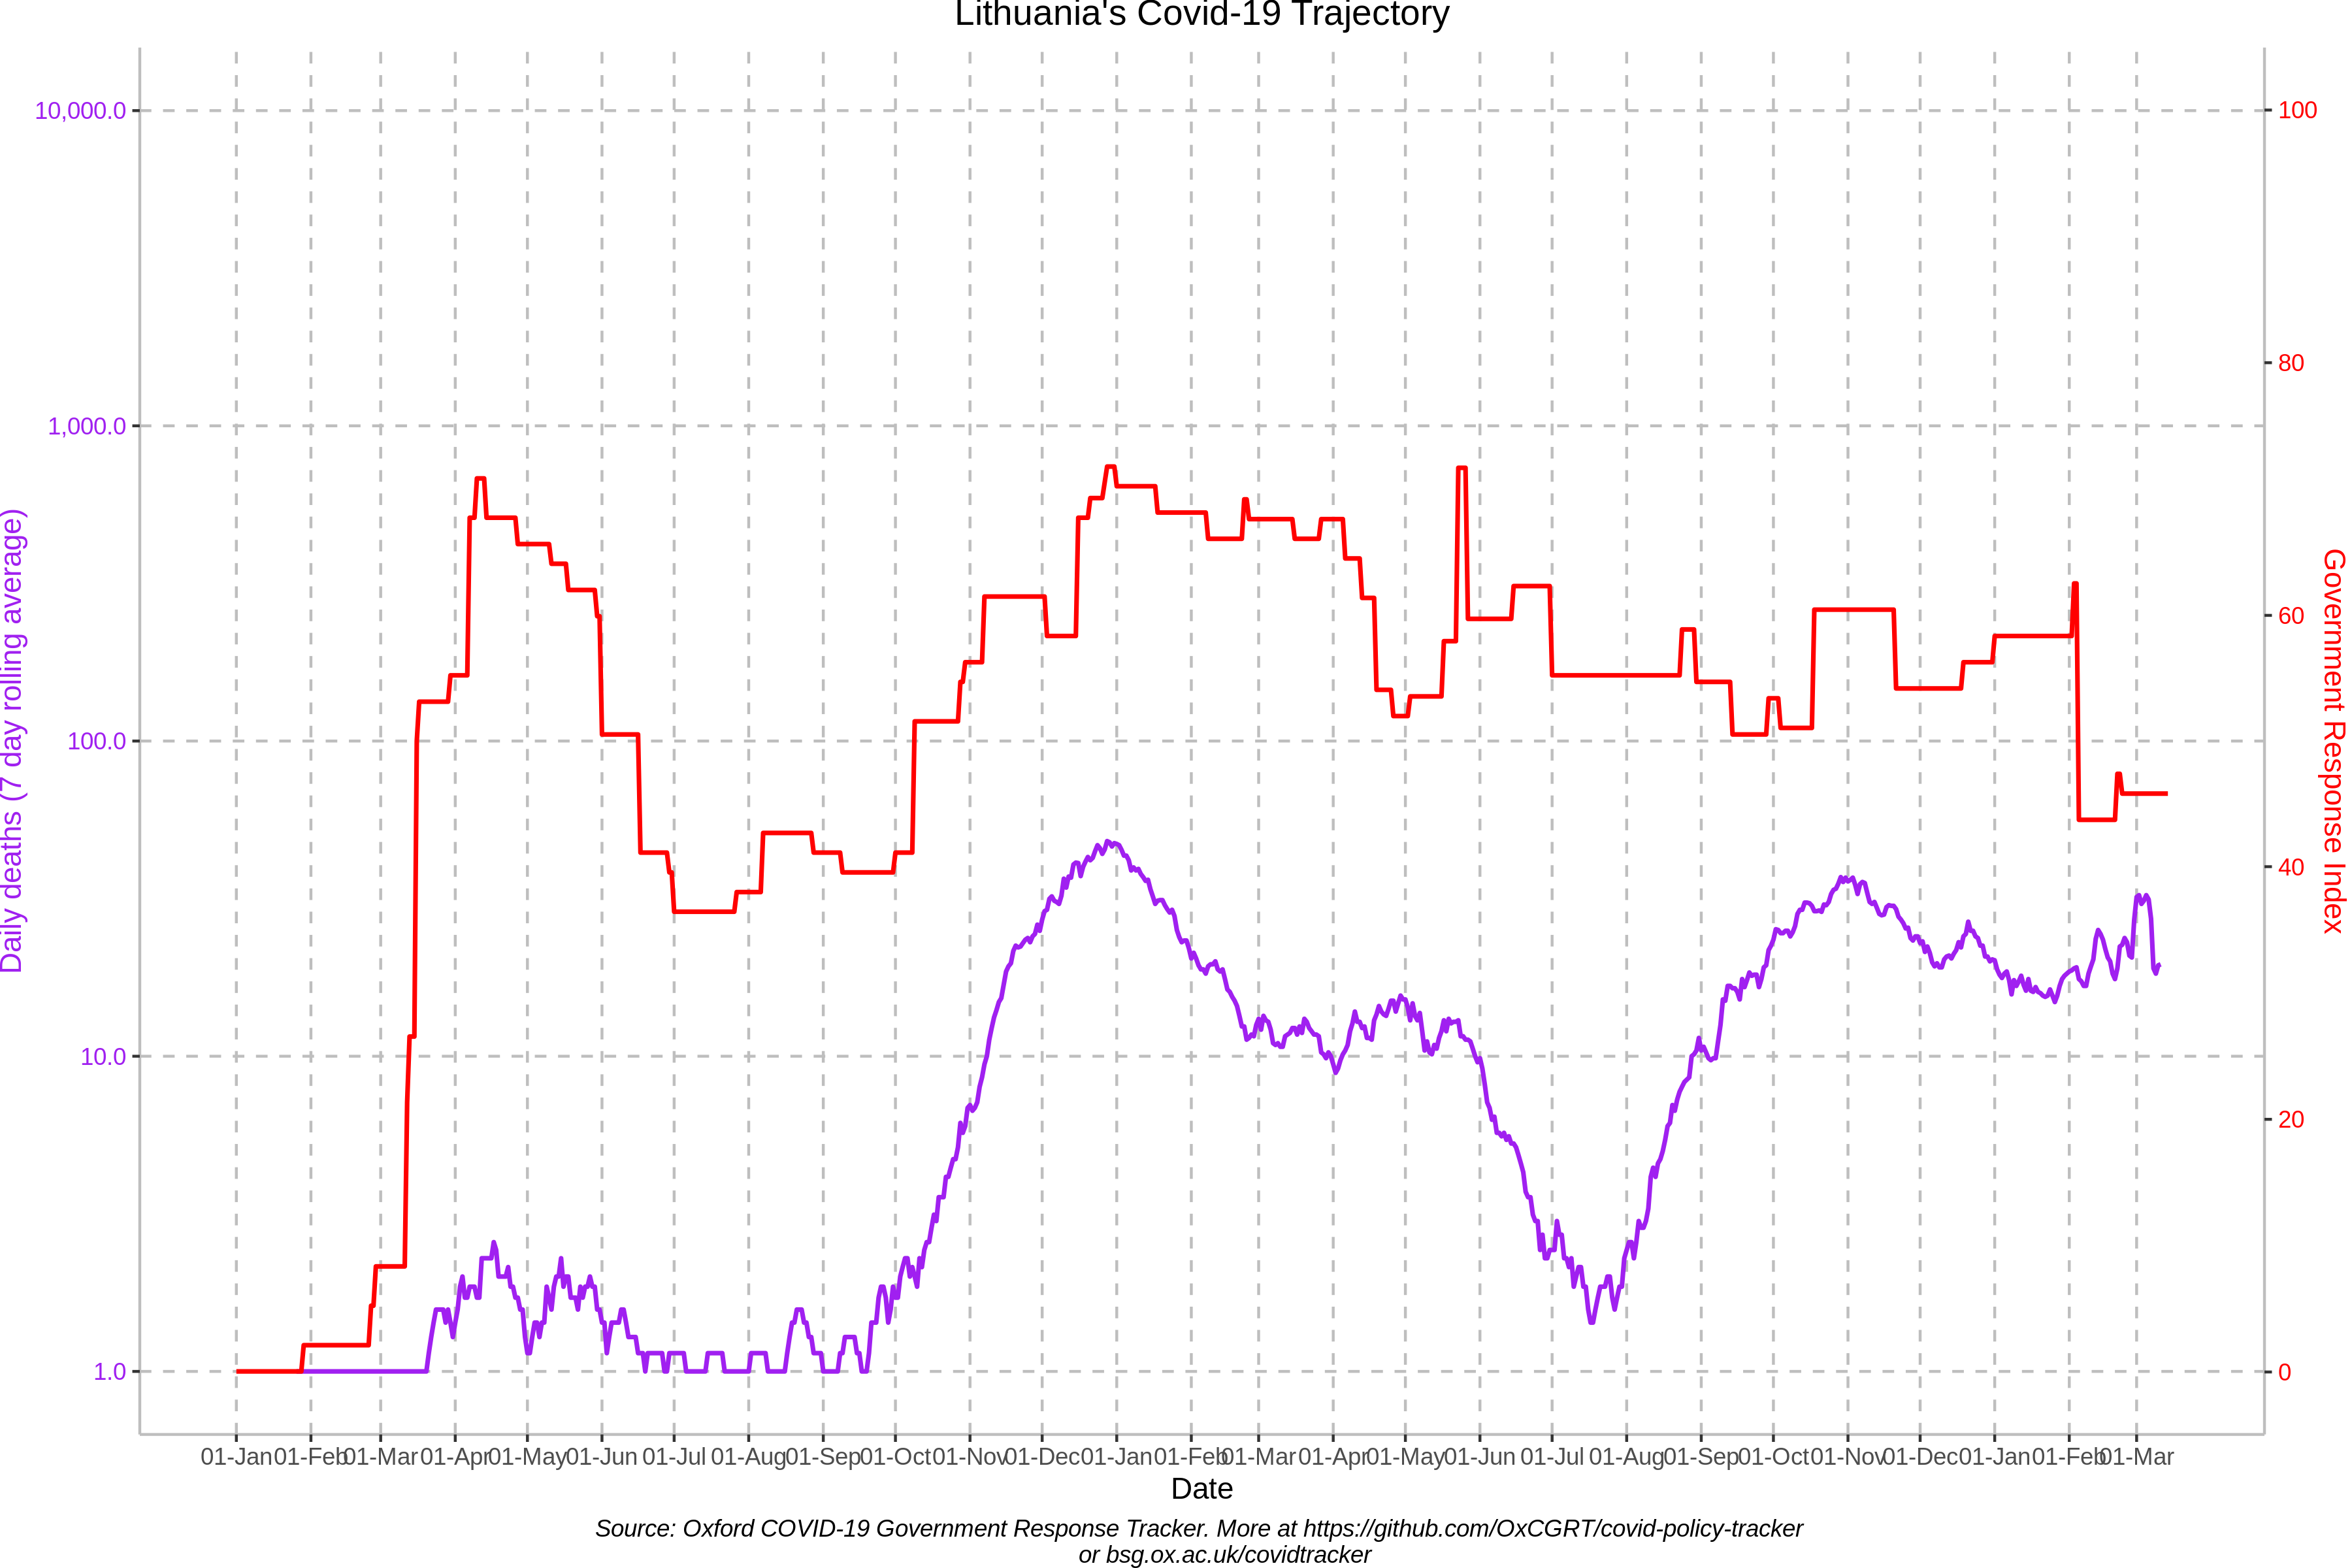 Lithuania's Covid-19 Trajectory
10,000.0
1,000.0
100.0
10.0
1.0
Daily deaths (7 day rolling average)
100
80
60
40
20
0
Government Response Index
01-Jan 01-Feb 01-Mar 01-Apr 01-May 01-Jun 01-Jul 01-Aug 01-Sep 01-Oct 01-Nov 01-Dec 01-Jan 01-Feb 01-Mar 01-Apr 01-May 01-Jun 01-Jul 01-Aug 01-Sep 01-Oct 01-Nov 01-Dec 01-Jan 01-Feb 01-Mar
Date
Source: Oxford COVID-19 Government Response Tracker. More at https://github.com/OxCGRT/covid-policy-tracker
or bsg.ox.ac.uk/covidtracker